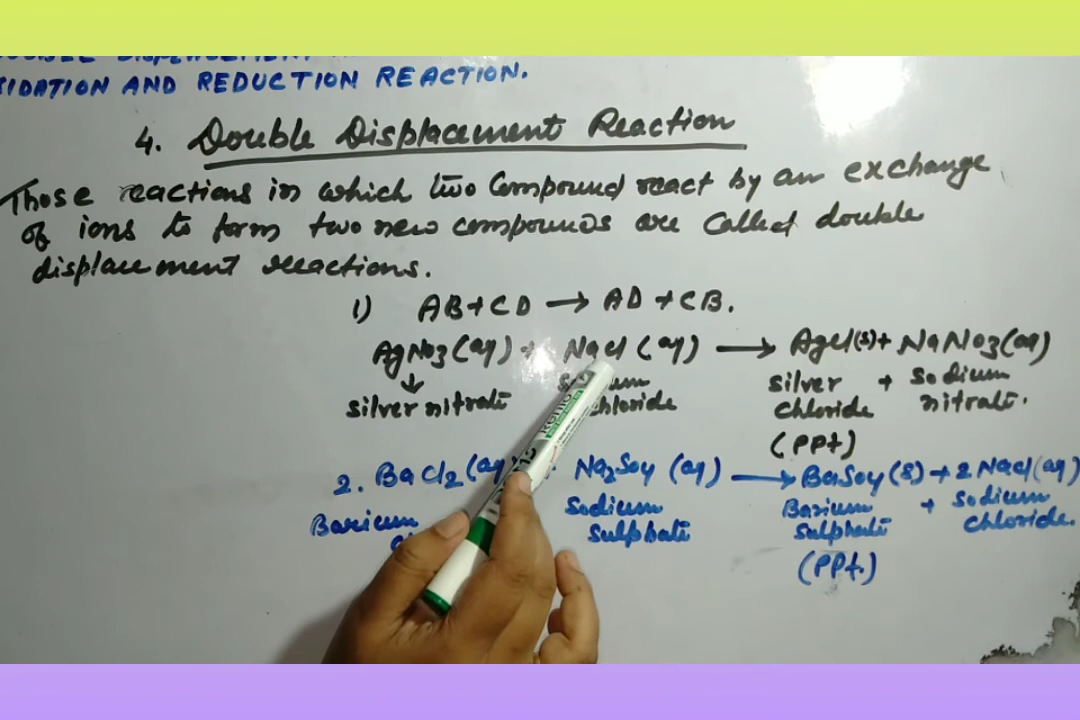 OXIDATION AND REDUCTION REACTION.
4. Double Displacement Reaction
Those reactions in which two compound react by an exchange
of ions to form two new compounds are called double
displacement reactions.
1) AB + CD → AD + CB.
AgNO3 (aq) + NaCl (aq) → AgCl(s) + NaNO3 (aq)
↓
silver nitrate chloride silver chloride + sodium nitrate.
(PPt)
2. BaCl2 (aq) Na2SO4 (aq) → BaSO4 (s) + 2 NaCl (aq)
Barium Sodium sulphate Barium sulphate + sodium chloride.
(PPt.)